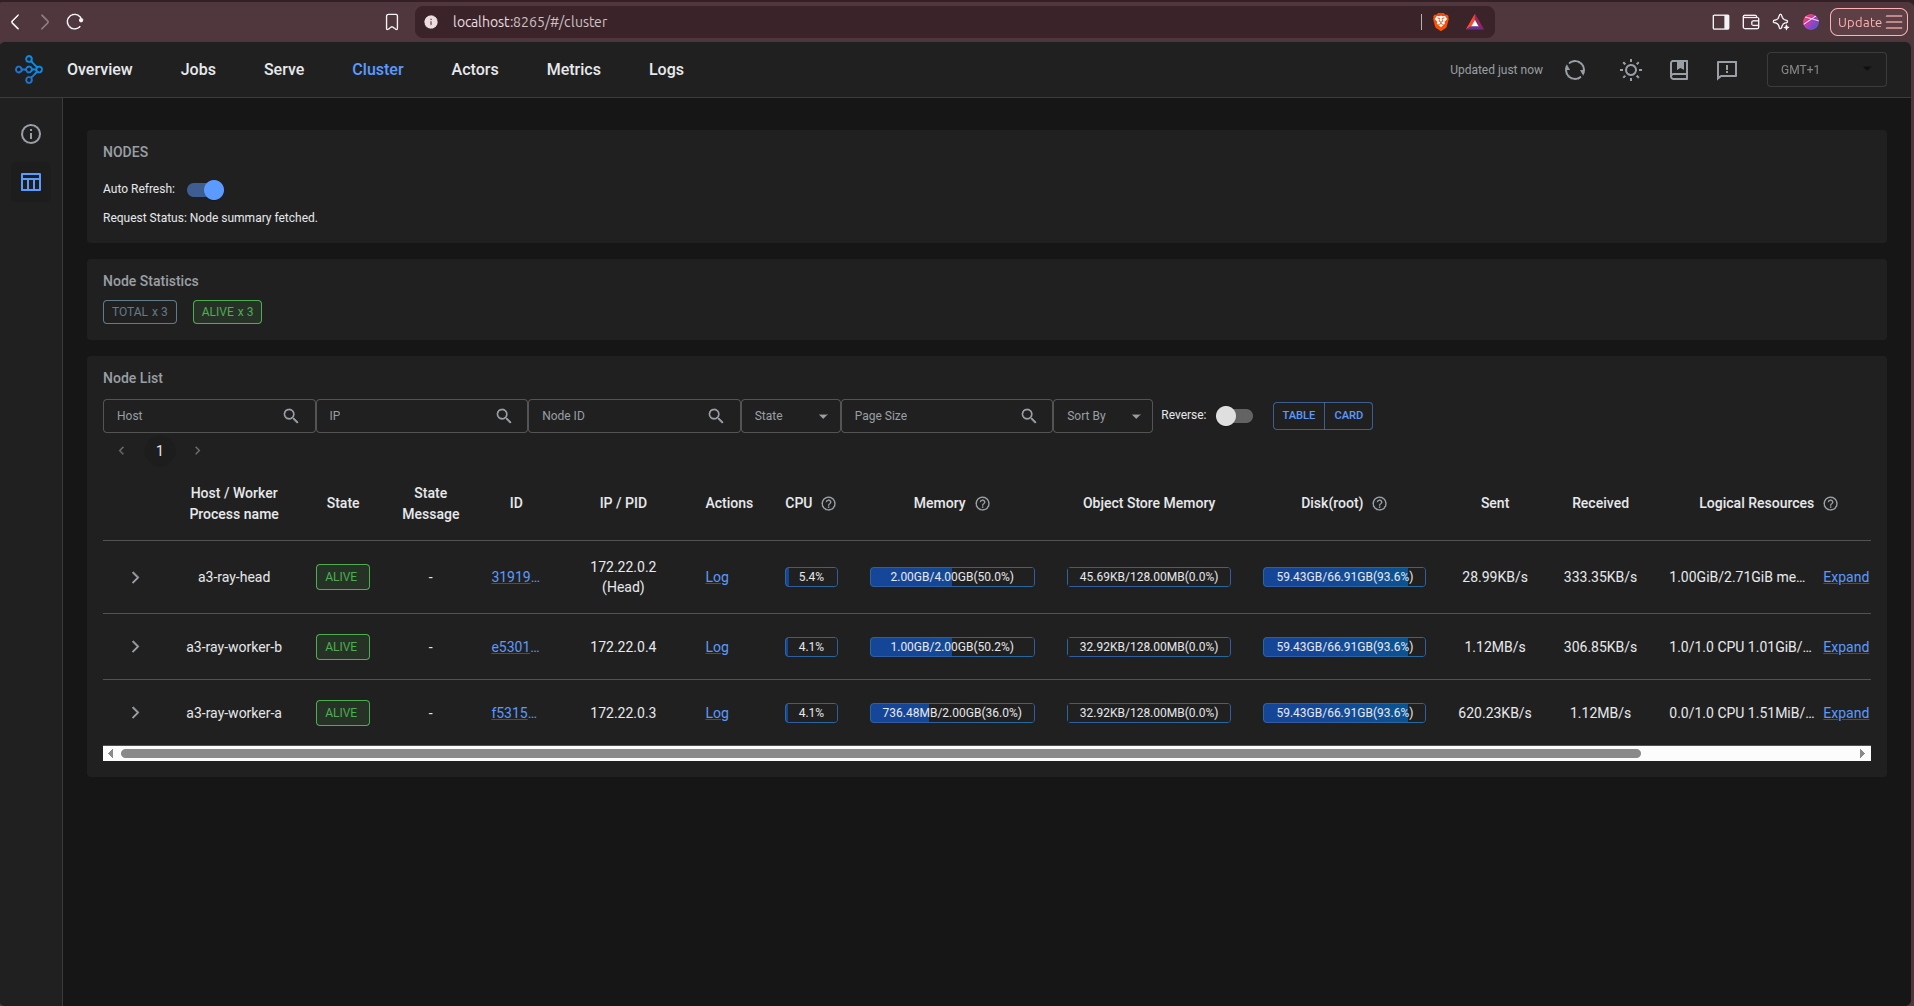 localhost:8265/#/cluster
Update
Overview
Jobs
Serve
Cluster
Actors
Metrics
Logs
Updated just now
GMT+1
NODES
Auto Refresh:
Request Status: Node summary fetched.
Node Statistics
TOTAL x 3
ALIVE x 3
Node List
Host
IP
Node ID
State
Page Size
Sort By
Reverse:
TABLE
CARD
1
Host / Worker
Process name
State
State
Message
ID
IP / PID
Actions
CPU
Memory
Object Store Memory
Disk(root)
Sent
Received
Logical Resources
a3-ray-head
ALIVE
-
31919...
172.22.0.2
(Head)
Log
5.4%
2.00GB/4.00GB(50.0%)
45.69KB/128.00MB(0.0%)
59.43GB/66.91GB(93.6%)
28.99KB/s
333.35KB/s
1.00GiB/2.71GiB me...
Expand
a3-ray-worker-b
ALIVE
-
e5301...
172.22.0.4
Log
4.1%
1.00GB/2.00GB(50.2%)
32.92KB/128.00MB(0.0%)
59.43GB/66.91GB(93.6%)
1.12MB/s
306.85KB/s
1.0/1.0 CPU 1.01GiB/...
Expand
a3-ray-worker-a
ALIVE
-
f5315...
172.22.0.3
Log
4.1%
736.48MB/2.00GB(36.0%)
32.92KB/128.00MB(0.0%)
59.43GB/66.91GB(93.6%)
620.23KB/s
1.12MB/s
0.0/1.0 CPU 1.51MiB/...
Expand